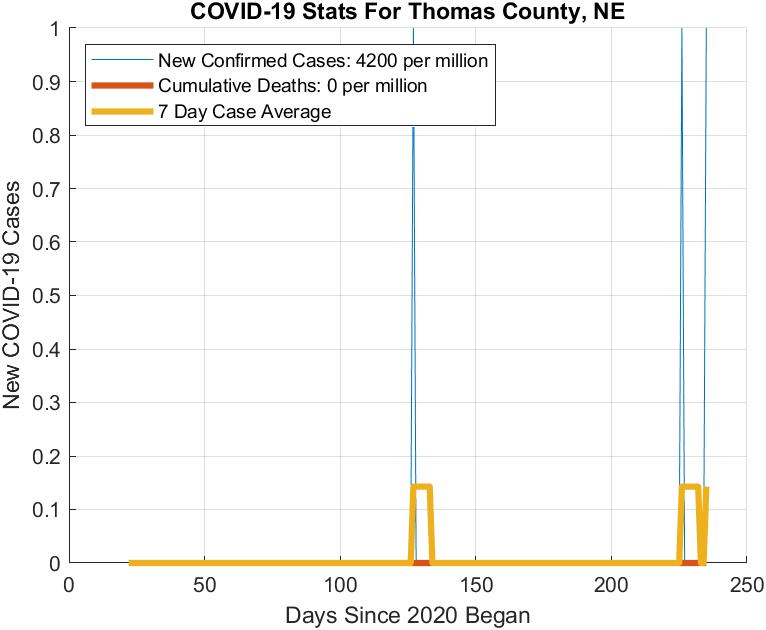 COVID-19 Stats For Thomas County, NE
1
0.9
0.8
0.7
0.6
0.5
0.4
0.3
0.2
0.1
0
New COVID-19 Cases
New Confirmed Cases: 4200 per million
Cumulative Deaths: 0 per million
7 Day Case Average
0 50 100 150 200 250
Days Since 2020 Began